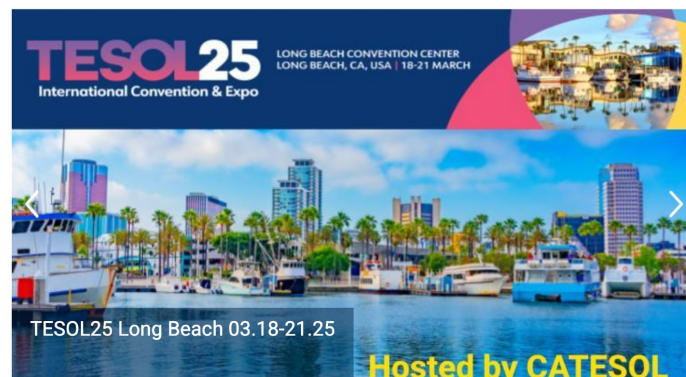 TESOL25
International Convention & Expo
LONG BEACH CONVENTION CENTER
LONG BEACH, CA, USA | 18-21 MARCH
TESOL25 Long Beach 03.18-21.25
Hosted by CATESOL